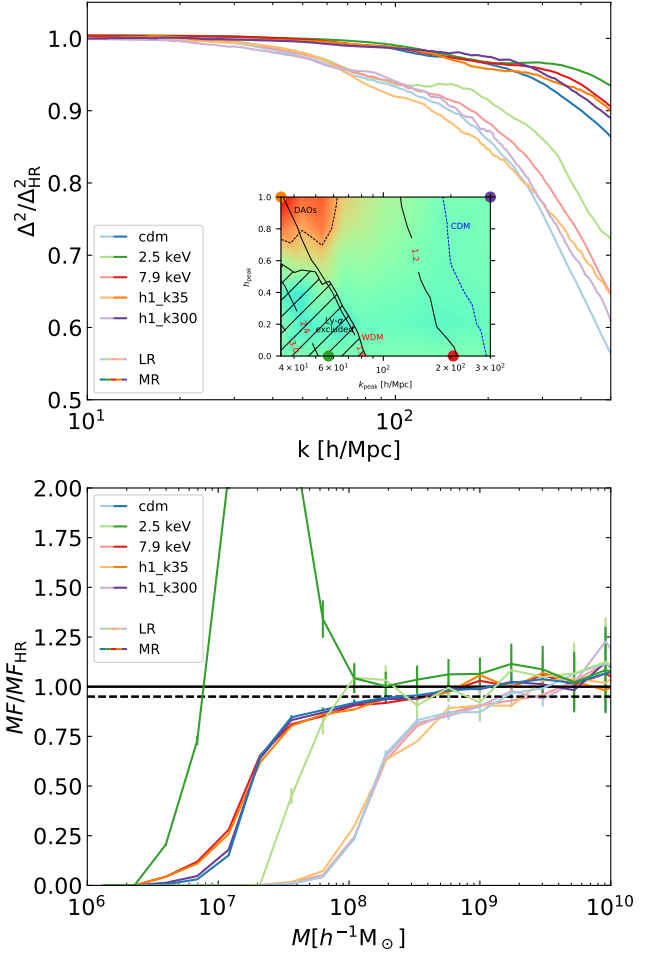 1.0
0.9
0.8
0.7
0.6
0.5
Δ²/Δ²HR
cdm
2.5 keV
7.9 keV
h1_k35
h1_k300
LR
MR
1.0
0.8
0.6
0.4
0.2
0.0
hpeak
DAOs
CDM
1.2
Ly-α
excluded
WDM
4 × 10¹ 6 × 10¹ 10² 2 × 10² 3 × 10²
kpeak [h/Mpc]
10¹ 10²
k [h/Mpc]
2.00
1.75
1.50
1.25
1.00
0.75
0.50
0.25
0.00
MF/MFHR
cdm
2.5 keV
7.9 keV
h1_k35
h1_k300
LR
MR
10⁶ 10⁷ 10⁸ 10⁹ 10¹⁰
M[h⁻¹M⊙]